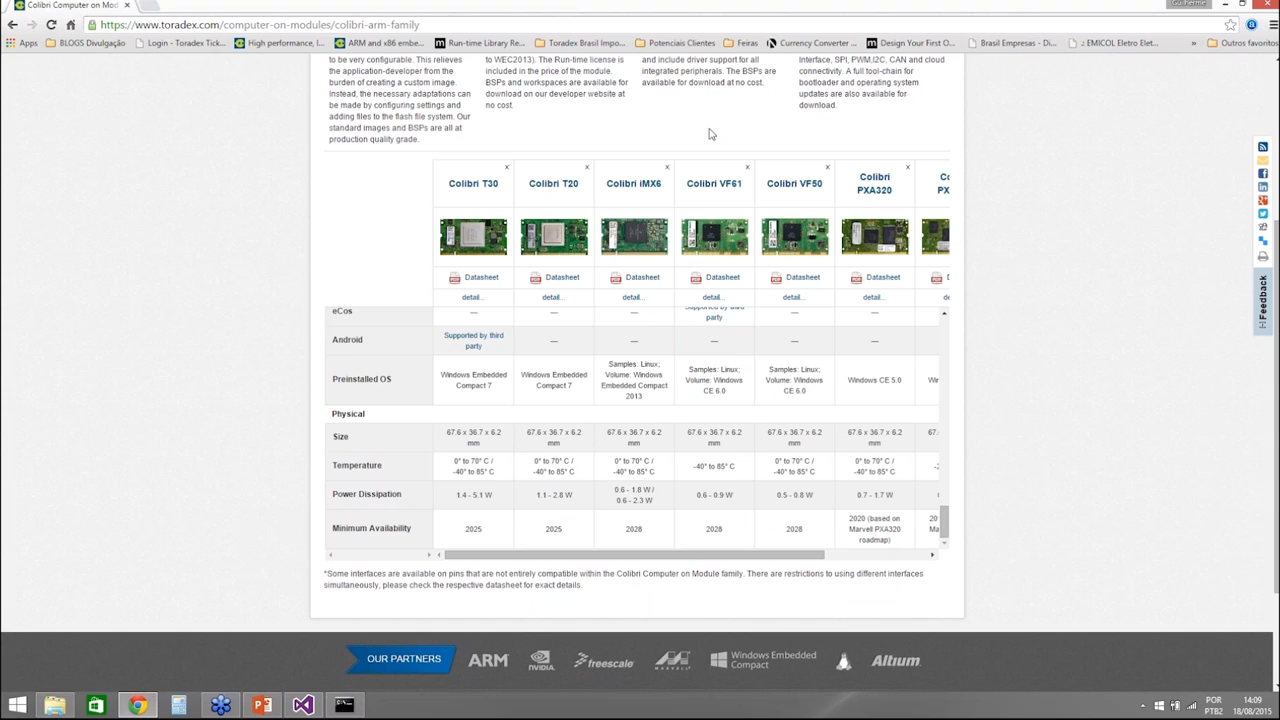 Colibri Computer on Mod
Guilherme
https://www.toradex.com/computer-on-modules/colibri-arm-family
Apps
BLOGS Divulgação
Login - Toradex Tick...
High performance, l...
ARM and x86 embe...
Run-time Library Re...
Toradex Brasil Impo...
Potenciais Clientes
Feiras
Currency Converter ...
Design Your First O...
Brasil Empresas - Di...
.: EMICOL Eletro Elet...
»
Outros favoritos
to be very configurable. This relieves
the application-developer from the
burden of creating a custom image.
Instead, the necessary adaptations can
be made by configuring settings and
adding files to the flash file system. Our
standard images and BSPs are all at
production quality grade.
to WEC2013). The Run-time license is
included in the price of the module.
BSPs and workspaces are available for
download on our developer website at
no cost.
and include driver support for all
integrated peripherals. The BSPs are
available for download at no cost.
Interface, SPI, PWM,I2C, CAN and cloud
connectivity. A full tool-chain for
bootloader and operating system
updates are also available for
download.
x x x x x x
Colibri T30 Colibri T20 Colibri iMX6 Colibri VF61 Colibri VF50 Colibri PXA320 Co
PX
Datasheet Datasheet Datasheet Datasheet Datasheet Datasheet D
detail... detail... detail... detail... detail... detail... de
eCos — — — Supported by third party — —
Android Supported by third party — — — — —
Preinstalled OS Windows Embedded Compact 7 Windows Embedded Compact 7 Samples: Linux; Volume: Windows Embedded Compact 2013 Samples: Linux; Volume: Windows CE 6.0 Samples: Linux; Volume: Windows CE 6.0 Windows CE 5.0 Win
Physical
Size 67.6 x 36.7 x 6.2 mm 67.6 x 36.7 x 6.2 mm 67.6 x 36.7 x 6.2 mm 67.6 x 36.7 x 6.2 mm 67.6 x 36.7 x 6.2 mm 67.6 x 36.7 x 6.2 mm 67.
Temperature 0° to 70° C / -40° to 85° C 0° to 70° C / -40° to 85° C 0° to 70° C / -40° to 85° C -40° to 85° C 0° to 70° C / -40° to 85° C 0° to 70° C / -40° to 85° C
Power Dissipation 1.4 - 5.1 W 1.1 - 2.8 W 0.6 - 1.8 W / 0.6 - 2.3 W 0.6 - 0.9 W 0.5 - 0.8 W 0.7 - 1.7 W
Minimum Availability 2025 2025 2028 2028 2028 2020 (based on Marvell PXA320 roadmap) 20
Ma
*Some interfaces are available on pins that are not entirely compatible within the Colibri Computer on Module family. There are restrictions to using different interfaces
simultaneously, please check the respective datasheet for exact details.
Feedback
OUR PARTNERS
ARM
NVIDIA.
freescale
MARVELL
Windows Embedded
Compact
Altium
POR
PTB2
14:09
18/08/2015